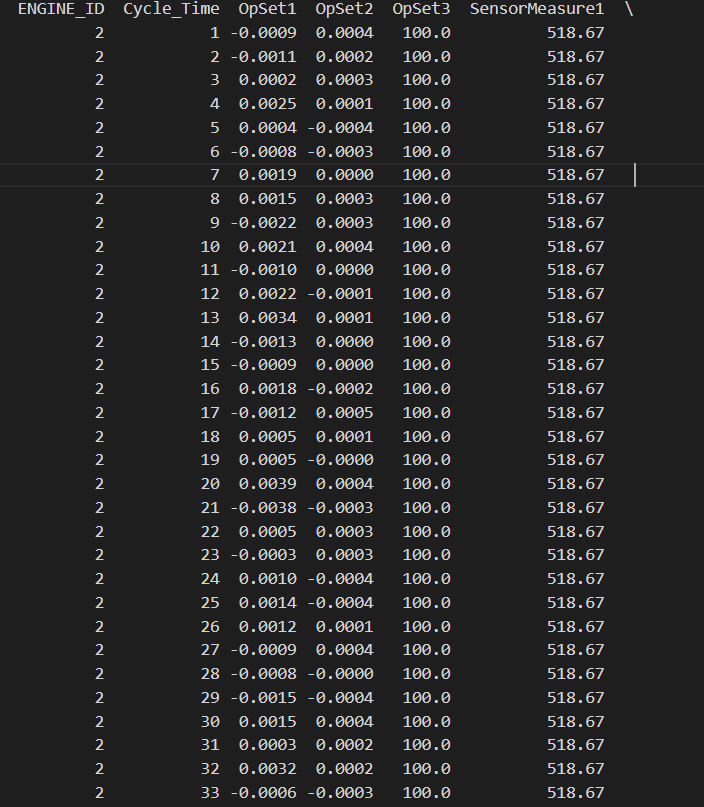 ENGINE_ID  Cycle_Time  OpSet1  OpSet2  OpSet3  SensorMeasure1  \
2           1 -0.0009  0.0004   100.0          518.67
2           2 -0.0011  0.0002   100.0          518.67
2           3  0.0002  0.0003   100.0          518.67
2           4  0.0025  0.0001   100.0          518.67
2           5  0.0004 -0.0004   100.0          518.67
2           6 -0.0008 -0.0003   100.0          518.67
2           7  0.0019  0.0000   100.0          518.67
2           8  0.0015  0.0003   100.0          518.67
2           9 -0.0022  0.0003   100.0          518.67
2          10  0.0021  0.0004   100.0          518.67
2          11 -0.0010  0.0000   100.0          518.67
2          12  0.0022 -0.0001   100.0          518.67
2          13  0.0034  0.0001   100.0          518.67
2          14 -0.0013  0.0000   100.0          518.67
2          15 -0.0009  0.0000   100.0          518.67
2          16  0.0018 -0.0002   100.0          518.67
2          17 -0.0012  0.0005   100.0          518.67
2          18  0.0005  0.0001   100.0          518.67
2          19  0.0005 -0.0000   100.0          518.67
2          20  0.0039  0.0004   100.0          518.67
2          21 -0.0038 -0.0003   100.0          518.67
2          22  0.0005  0.0003   100.0          518.67
2          23 -0.0003  0.0003   100.0          518.67
2          24  0.0010 -0.0004   100.0          518.67
2          25  0.0014 -0.0004   100.0          518.67
2          26  0.0012  0.0001   100.0          518.67
2          27 -0.0009  0.0004   100.0          518.67
2          28 -0.0008 -0.0000   100.0          518.67
2          29 -0.0015 -0.0004   100.0          518.67
2          30  0.0015  0.0004   100.0          518.67
2          31  0.0003  0.0002   100.0          518.67
2          32  0.0032  0.0002   100.0          518.67
2          33 -0.0006 -0.0003   100.0          518.67